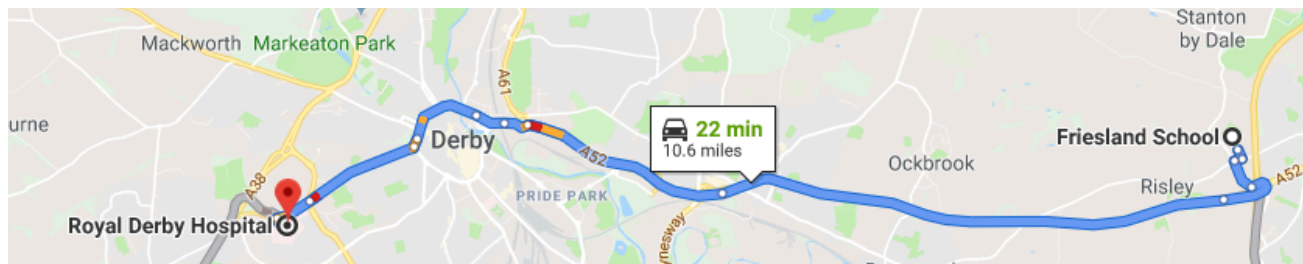 Stanton
by Dale
Mackworth
Markeaton Park
A61
urne
22 min
10.6 miles
Friesland School
Derby
A52
Ockbrook
A38
PRIDE PARK
Risley
A52
Royal Derby Hospital
ynesway